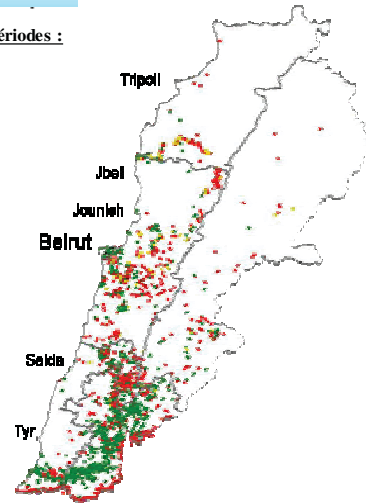 ériodes :
Tripoli
Jbeil
Jounieh
Beirut
Saida
Tyr